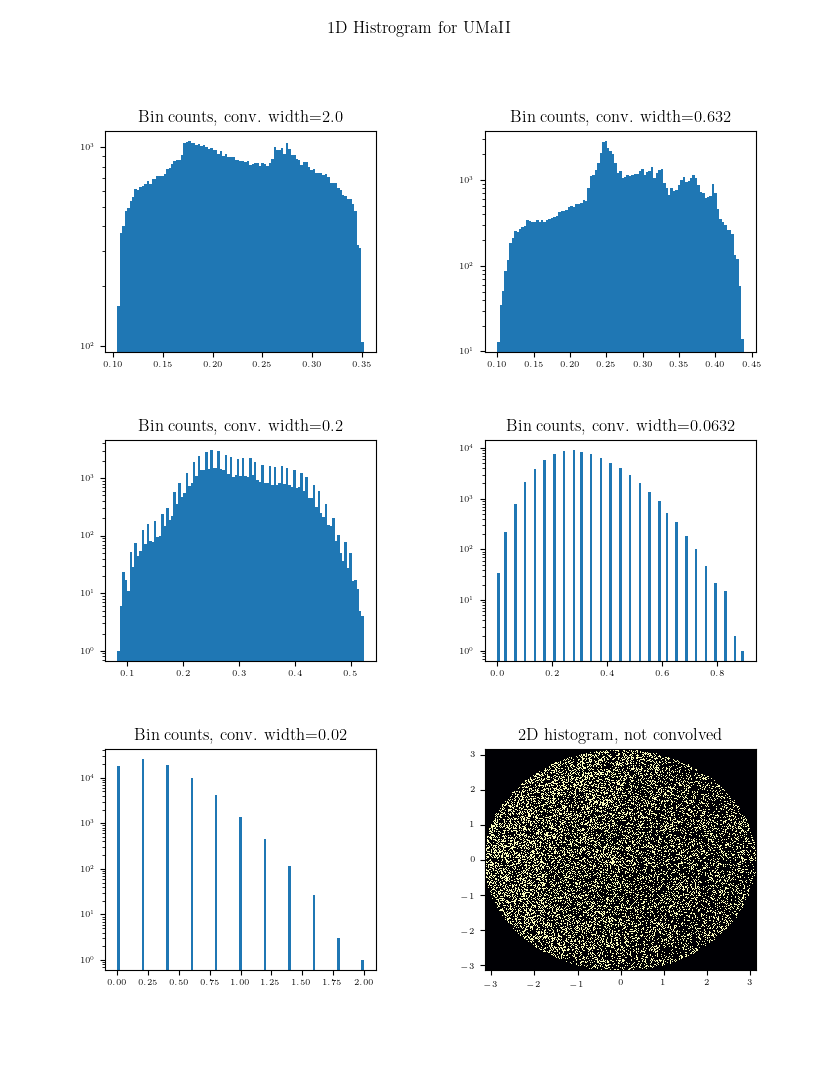 1D Histrogram for UMaII
Bin counts, conv. width=2.0
10³
10²
0.10 0.15 0.20 0.25 0.30 0.35
Bin counts, conv. width=0.632
10³
10²
10¹
0.10 0.15 0.20 0.25 0.30 0.35 0.40 0.45
Bin counts, conv. width=0.2
10³
10²
10¹
10⁰
0.1 0.2 0.3 0.4 0.5
Bin counts, conv. width=0.0632
10⁴
10³
10²
10¹
10⁰
0.0 0.2 0.4 0.6 0.8
Bin counts, conv. width=0.02
10⁴
10³
10²
10¹
10⁰
0.00 0.25 0.50 0.75 1.00 1.25 1.50 1.75 2.00
2D histogram, not convolved
3
2
1
0
−1
−2
−3
−3 −2 −1 0 1 2 3